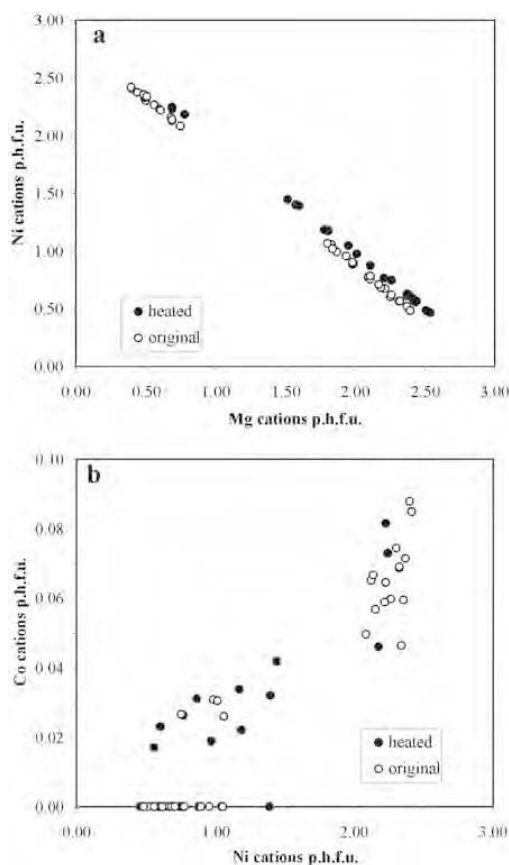 3.00
a
2.50
2.00
1.50
1.00
0.50
0.00
Ni cations p.h.f.u.
heated
original
0.00 0.50 1.00 1.50 2.00 2.50 3.00
Mg cations p.h.f.u.
0.10
b
0.08
0.06
0.04
0.02
0.00
Co cations p.h.f.u.
heated
original
0.00 1.00 2.00 3.00
Ni cations p.h.f.u.